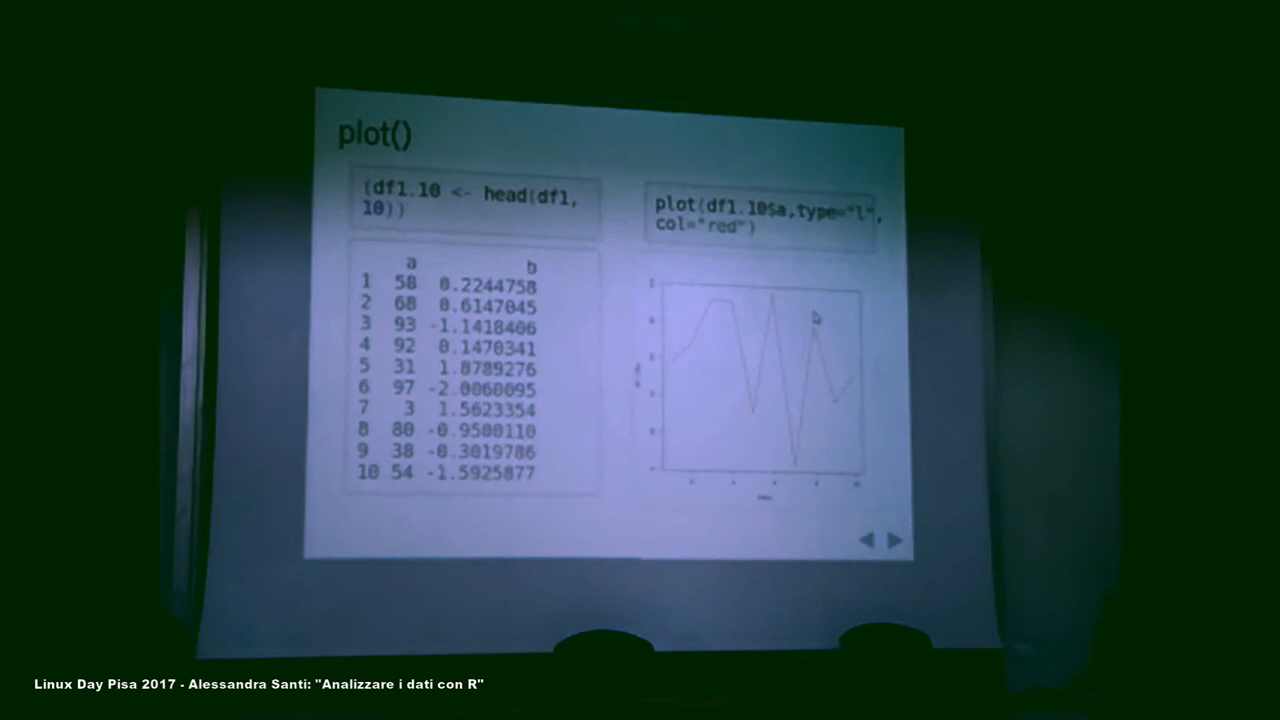 plot()
(df1.10 <- head(df1,
10))
a b
1 58 0.2244758
2 68 0.6147045
3 93 -1.1418406
4 92 0.1470341
5 31 1.8789276
6 97 -2.0060095
7 3 1.5623354
8 80 -0.9500110
9 38 -0.3019786
10 54 -1.5925877
plot(df1.10$a,type="l",
col="red")
Linux Day Pisa 2017 - Alessandra Santi: "Analizzare i dati con R"